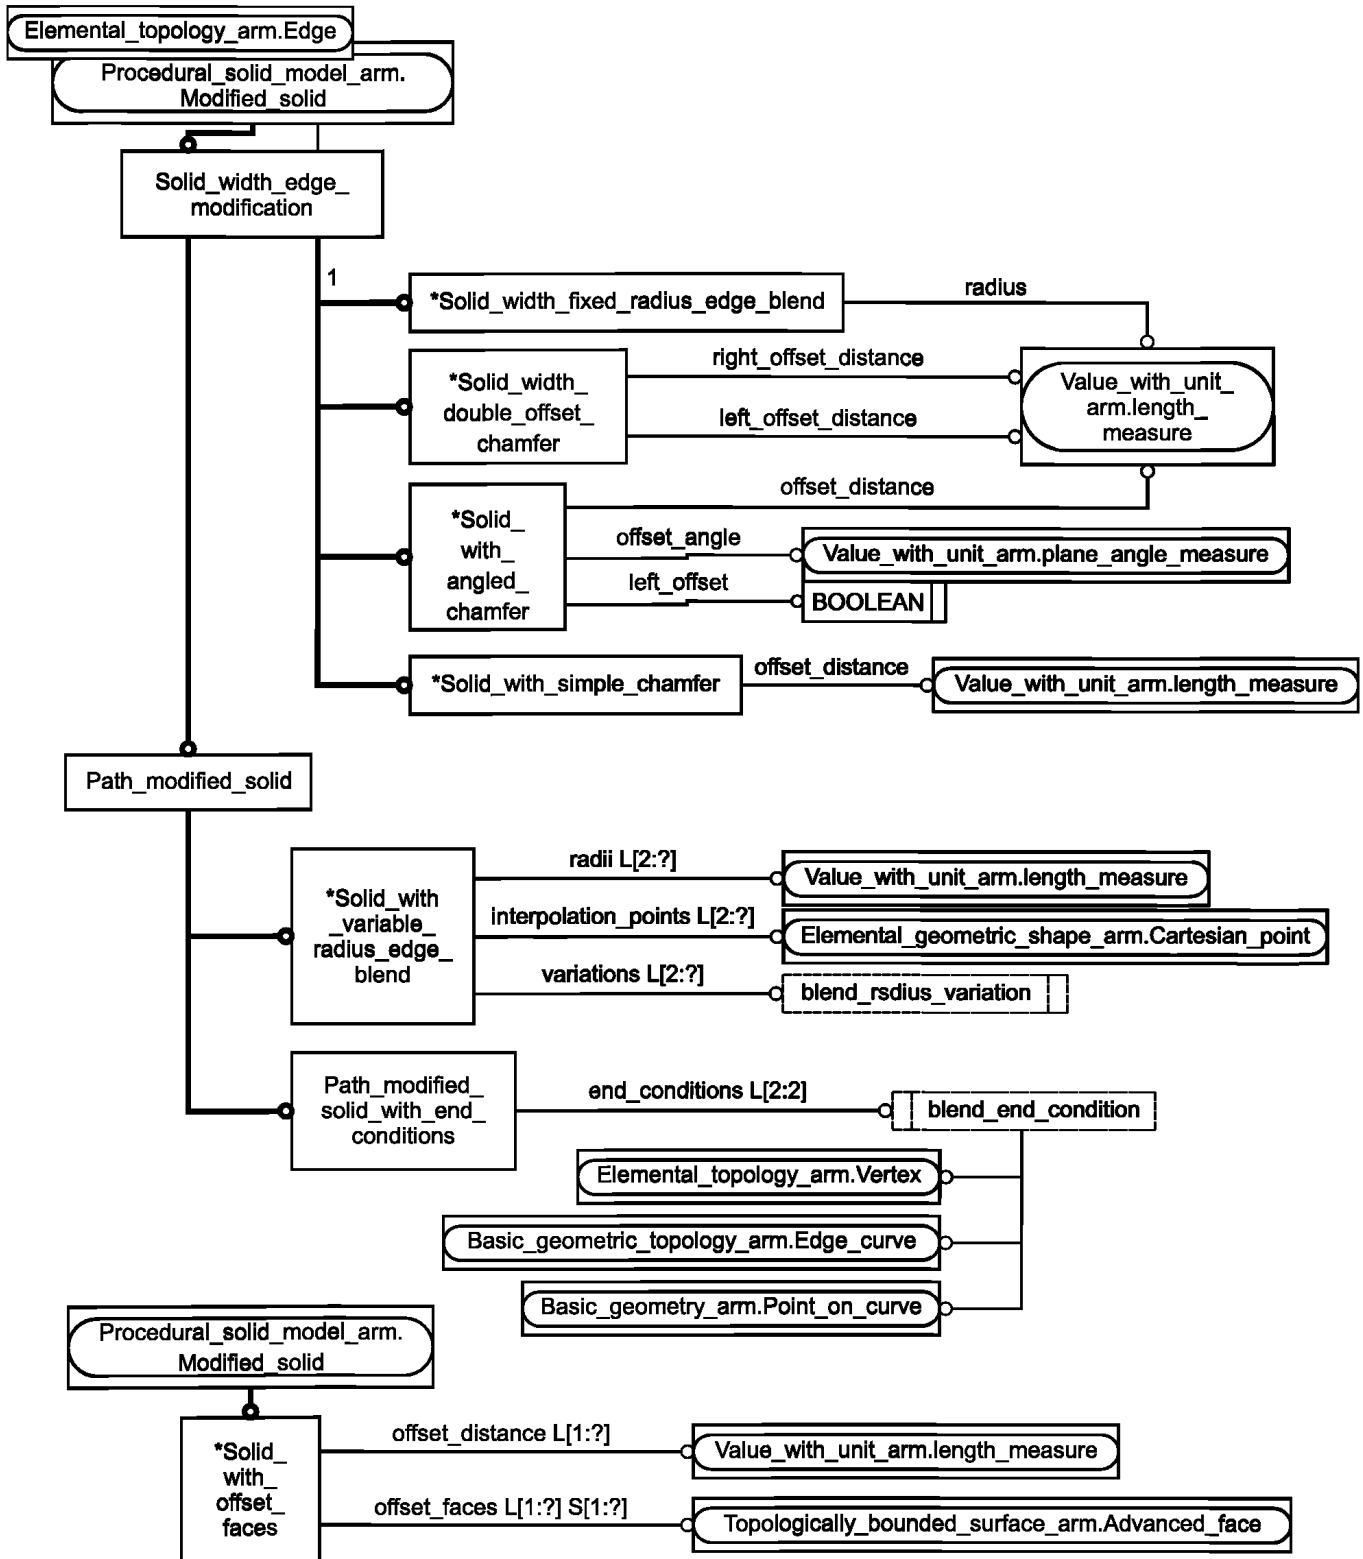 Elemental_topology_arm.Edge
Procedural_solid_model_arm.
Modified_solid
Solid_width_edge_
modification
1
*Solid_width_fixed_radius_edge_blend
radius
*Solid_width_
double_offset_
chamfer
right_offset_distance
left_offset_distance
Value_with_unit_
arm.length_
measure
*Solid_
with_
angled_
chamfer
offset_distance
offset_angle
Value_with_unit_arm.plane_angle_measure
left_offset
BOOLEAN
*Solid_with_simple_chamfer
offset_distance
Value_with_unit_arm.length_measure
Path_modified_solid
*Solid_with
_variable_
radius_edge_
blend
radii L[2:?]
Value_with_unit_arm.length_measure
interpolation_points L[2:?]
Elemental_geometric_shape_arm.Cartesian_point
variations L[2:?]
blend_rsdius_variation
Path_modified_
solid_with_end_
conditions
end_conditions L[2:2]
blend_end_condition
Elemental_topology_arm.Vertex
Basic_geometric_topology_arm.Edge_curve
Basic_geometry_arm.Point_on_curve
Procedural_solid_model_arm.
Modified_solid
*Solid_
with_
offset_
faces
offset_distance L[1:?]
Value_with_unit_arm.length_measure
offset_faces L[1:?] S[1:?]
Topologically_bounded_surface_arm.Advanced_face